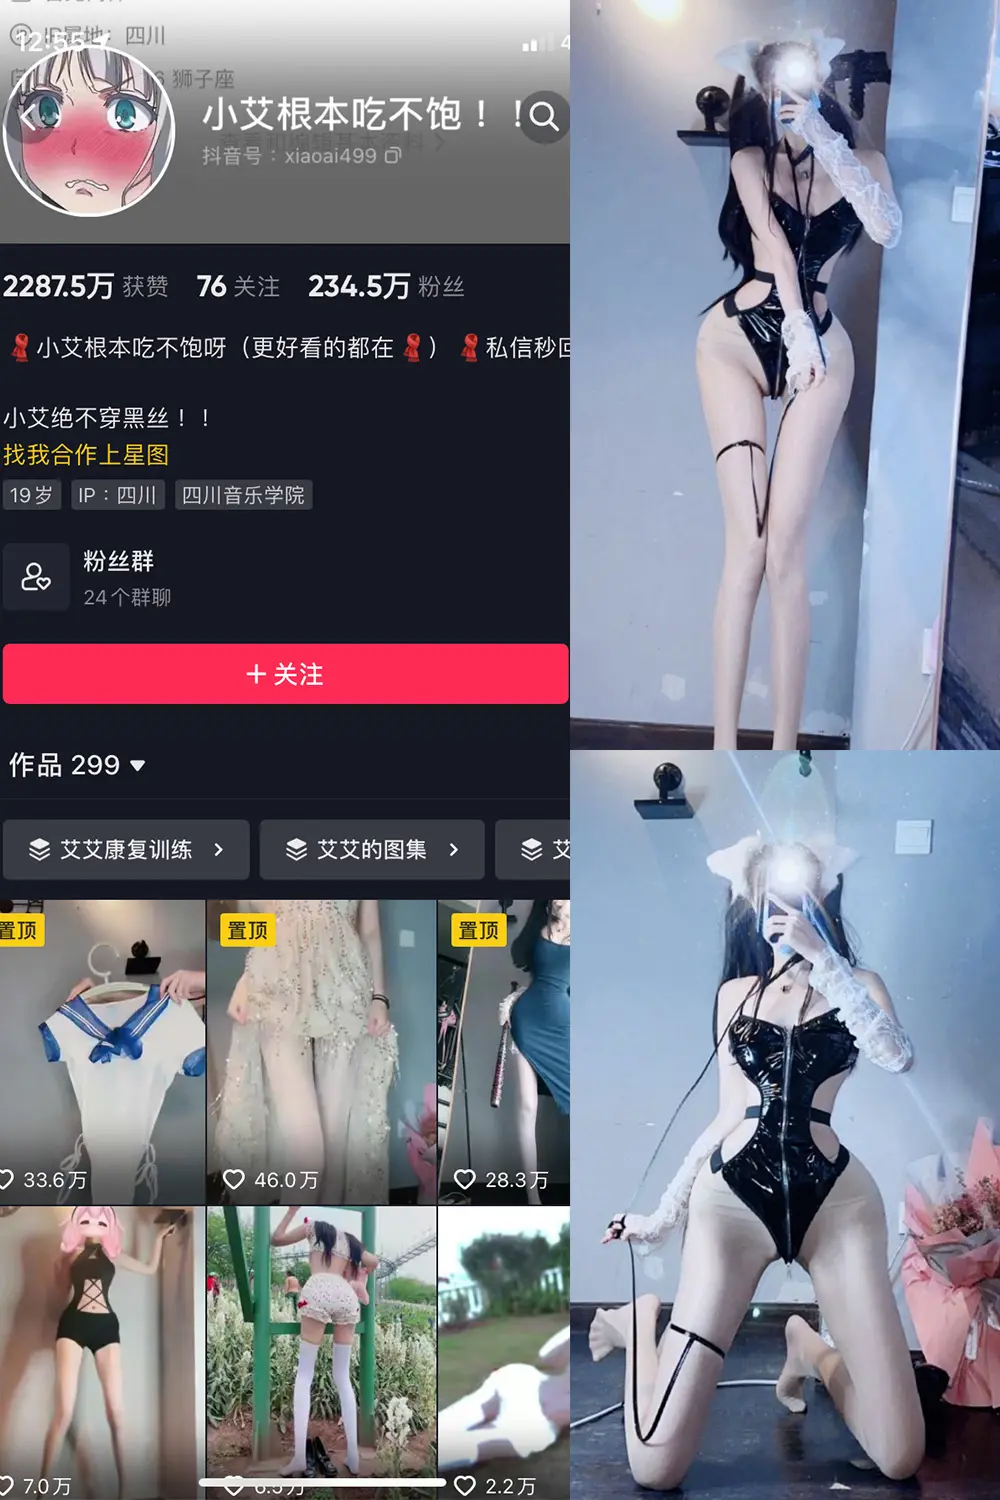 12:55
4
旧属地：四川
狮子座
小艾根本吃不饱！！
抖音号：xiaoai499
2287.5万 获赞 76 关注 234.5万 粉丝
小艾根本吃不饱呀（更好看的都在 ） 私信秒回
小艾绝不穿黑丝！！
找我合作上星图
19岁 IP：四川 四川音乐学院
粉丝群
24个群聊
+ 关注
作品 299
艾艾康复训练 艾艾的图集 艾
置顶 置顶 置顶
33.6万 46.0万 28.3万
7.0万 6.5万 2.2万